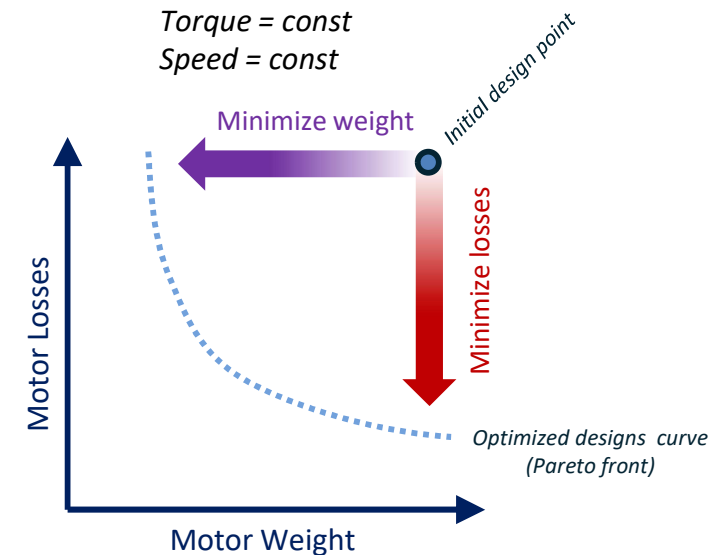 Torque = const
Speed = const
Initial design point
Minimize weight
Minimize losses
Motor Losses
Optimized designs curve
(Pareto front)
Motor Weight